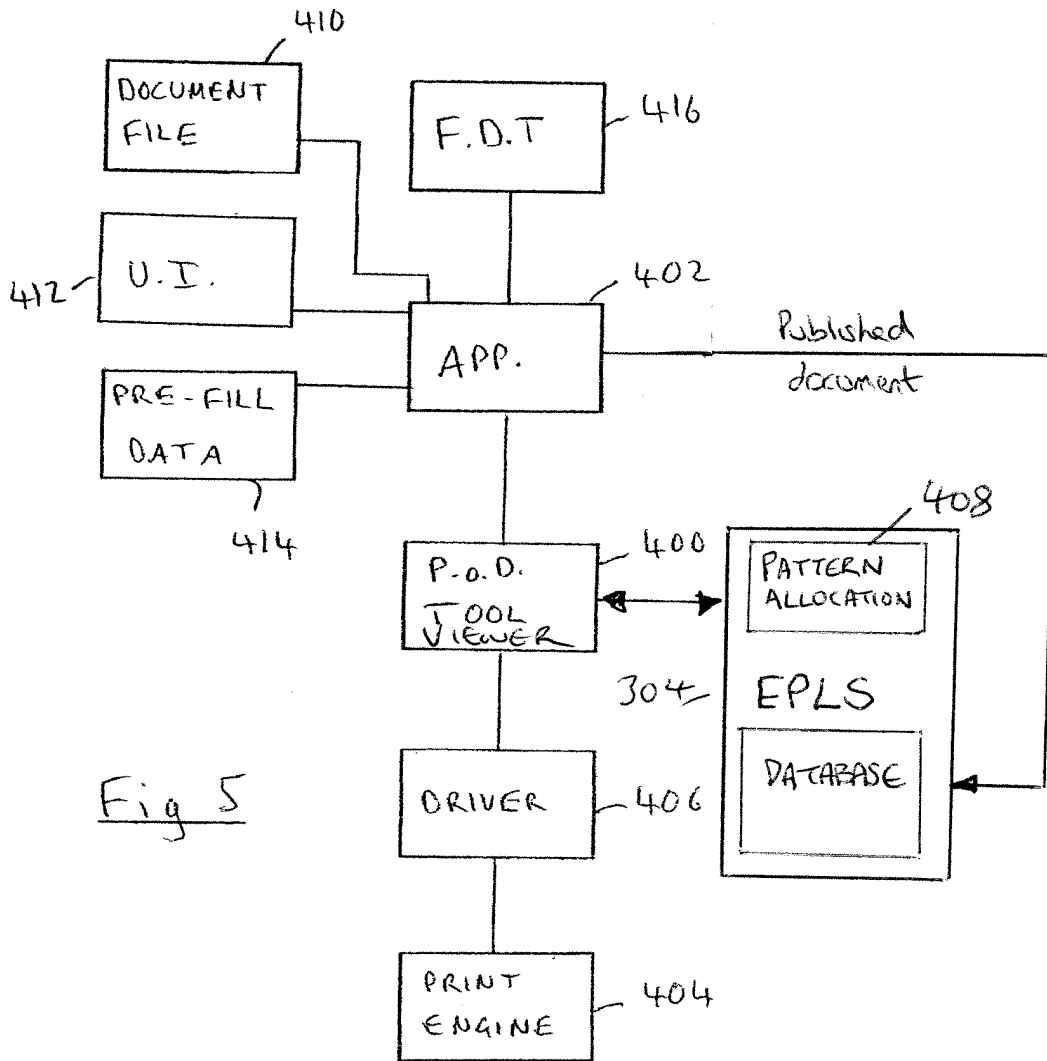 410
DOCUMENT
FILE
F.D.T
416
412
U.I.
402
APP.
Published
document
PRE-FILL
DATA
414
408
400
P.O.D.
TOOL
VIEWER
PATTERN
ALLOCATION
304
EPLS
DATABASE
Fig 5
DRIVER
406
PRINT
ENGINE
404